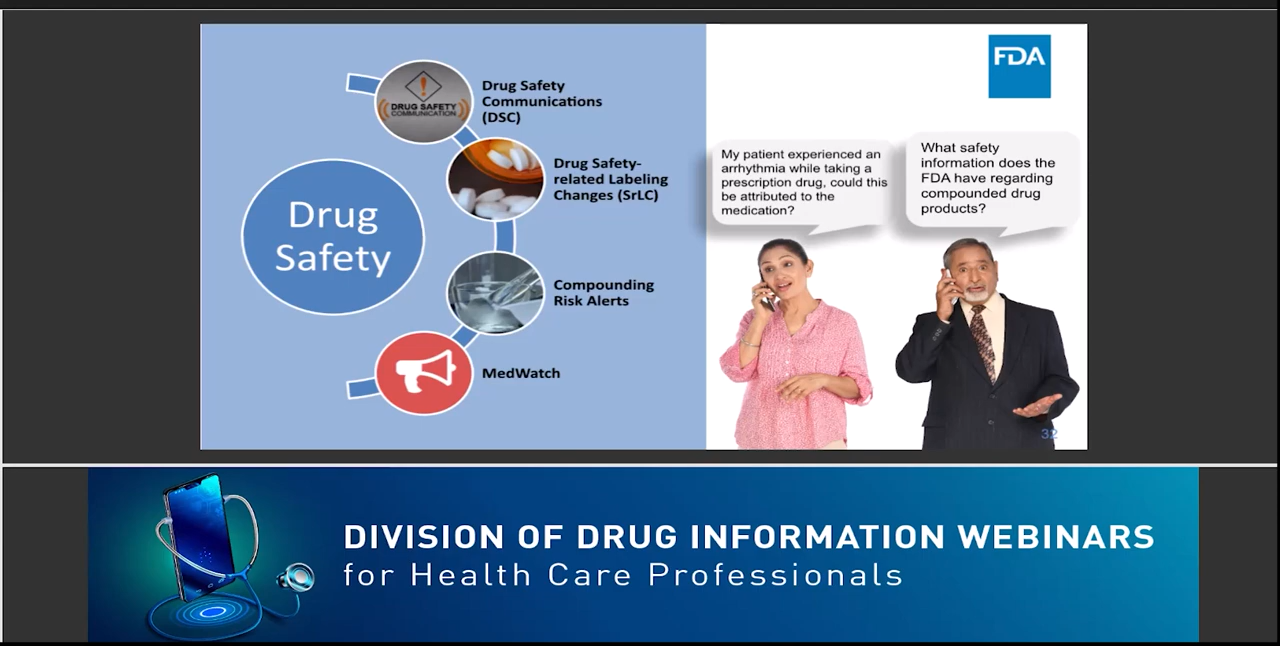 DRUG SAFETY
COMMUNICATION
Drug Safety
Communications
(DSC)
Drug Safety-
related Labeling
Changes (SrLC)
Drug
Safety
Compounding
Risk Alerts
MedWatch
FDA
My patient experienced an
arrhythmia while taking a
prescription drug, could this
be attributed to the
medication?
What safety
information does the
FDA have regarding
compounded drug
products?
32
DIVISION OF DRUG INFORMATION WEBINARS
for Health Care Professionals